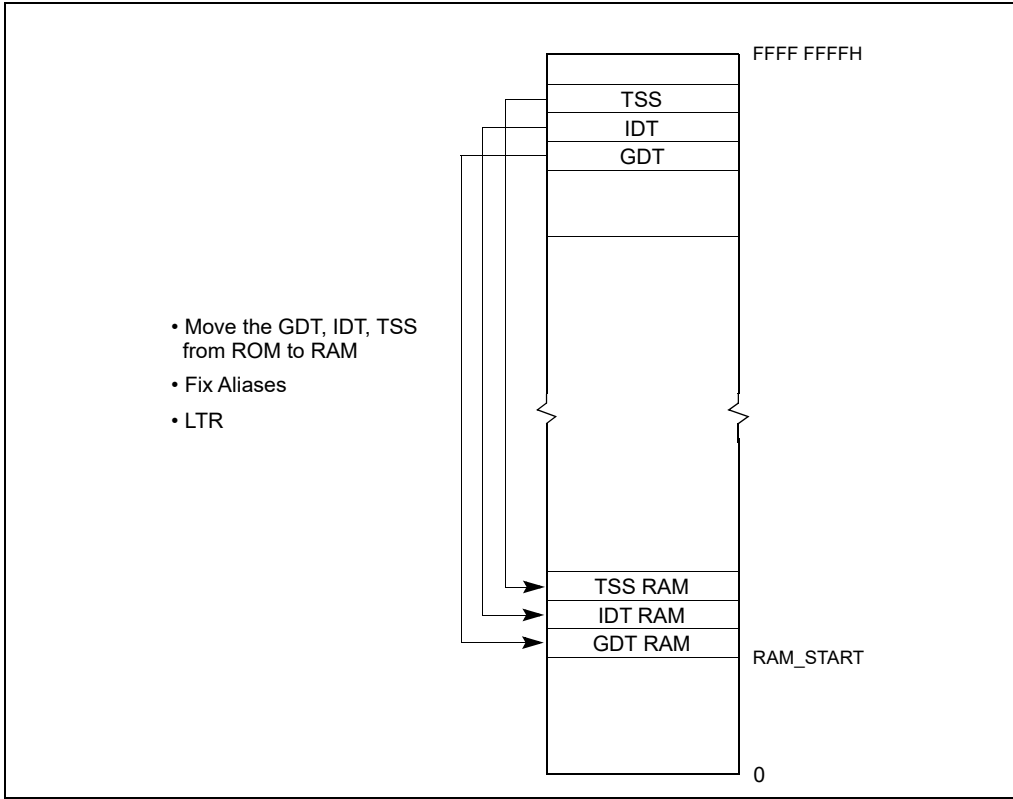 FFFF FFFFH
TSS
IDT
GDT
• Move the GDT, IDT, TSS
from ROM to RAM
• Fix Aliases
• LTR
TSS RAM
IDT RAM
GDT RAM
RAM_START
0